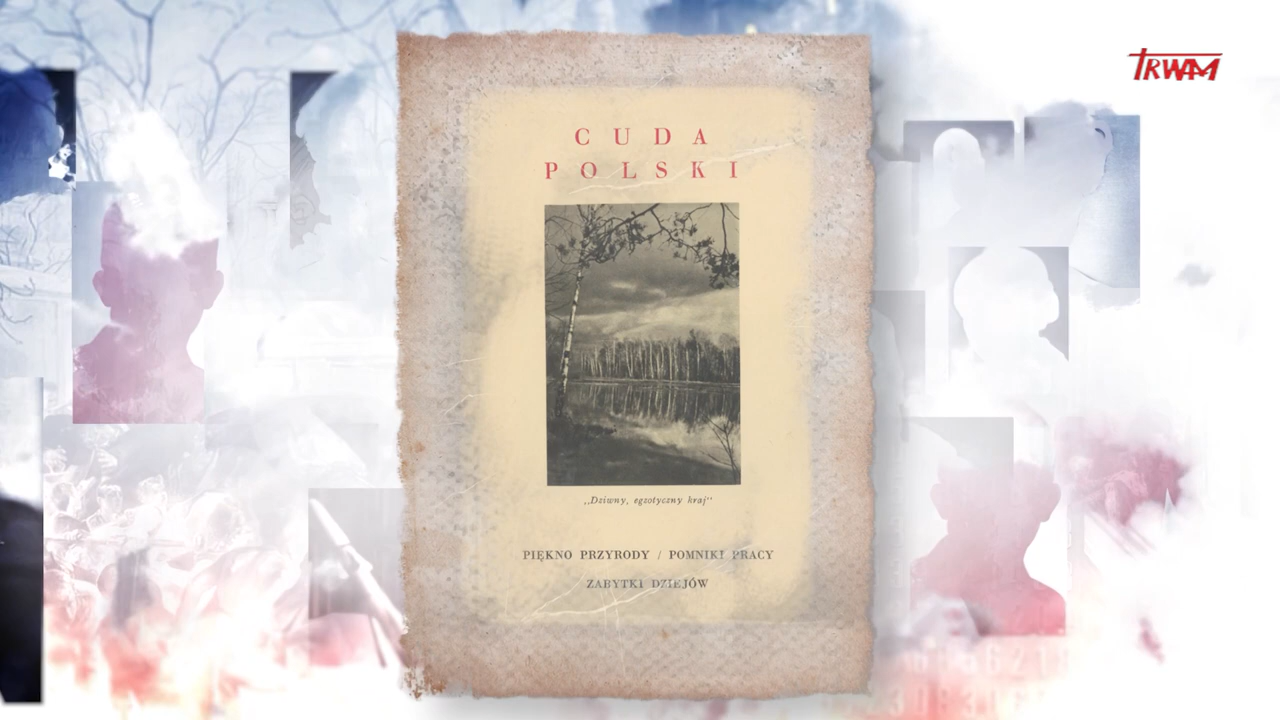 TRWAM
CUDA
POLSKI
„Dziwny, egzotyczny kraj“
PIĘKNO PRZYRODY / POMNIKI PRACY
ZABYTKI DZIEJÓW